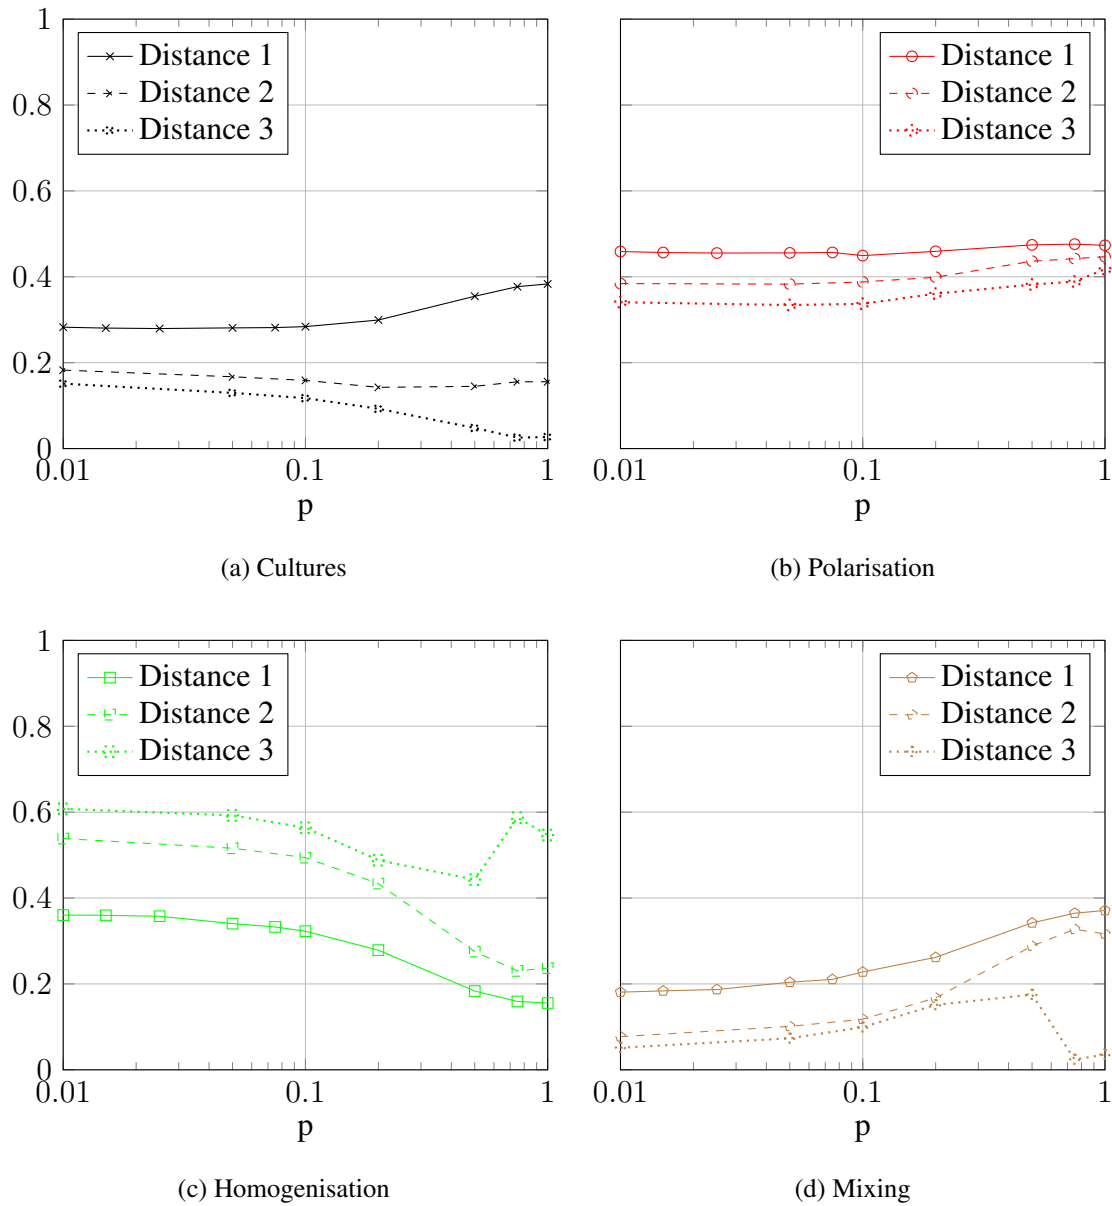 1
0.8
0.6
0.4
0.2
0
0.01
0.1
1
p
Distance 1
Distance 2
Distance 3
(a) Cultures
0.01
0.1
1
p
Distance 1
Distance 2
Distance 3
(b) Polarisation
1
0.8
0.6
0.4
0.2
0
0.01
0.1
1
p
Distance 1
Distance 2
Distance 3
(c) Homogenisation
0.01
0.1
1
p
Distance 1
Distance 2
Distance 3
(d) Mixing